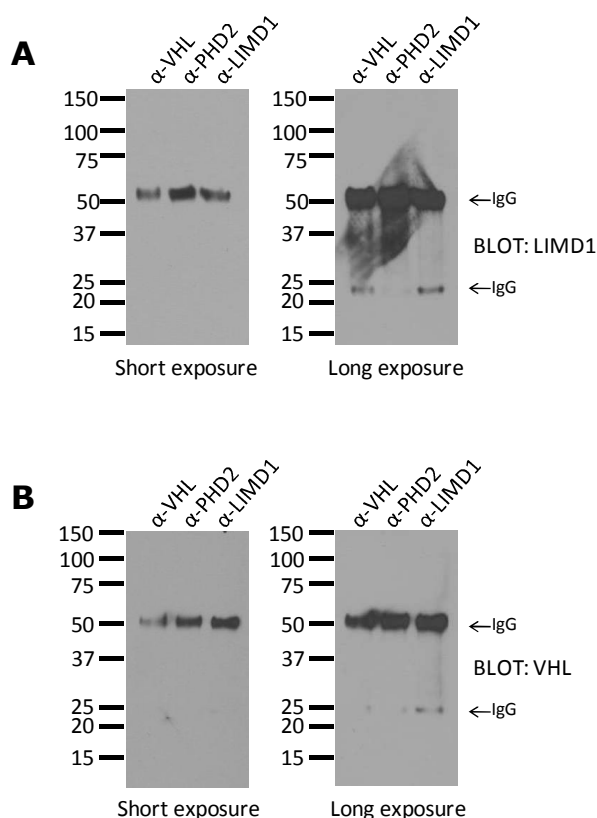 A
α-VHL
α-PHD2
α-LIMD1
α-VHL
α-PHD2
α-LIMD1
150
100
75
50
37
25
20
15
150
100
75
50
37
25
20
15
←IgG
BLOT: LIMD1
←IgG
Short exposure
Long exposure
B
α-VHL
α-PHD2
α-LIMD1
α-VHL
α-PHD2
α-LIMD1
150
100
75
50
37
25
20
15
150
100
75
50
37
25
20
15
←IgG
BLOT: VHL
←IgG
Short exposure
Long exposure